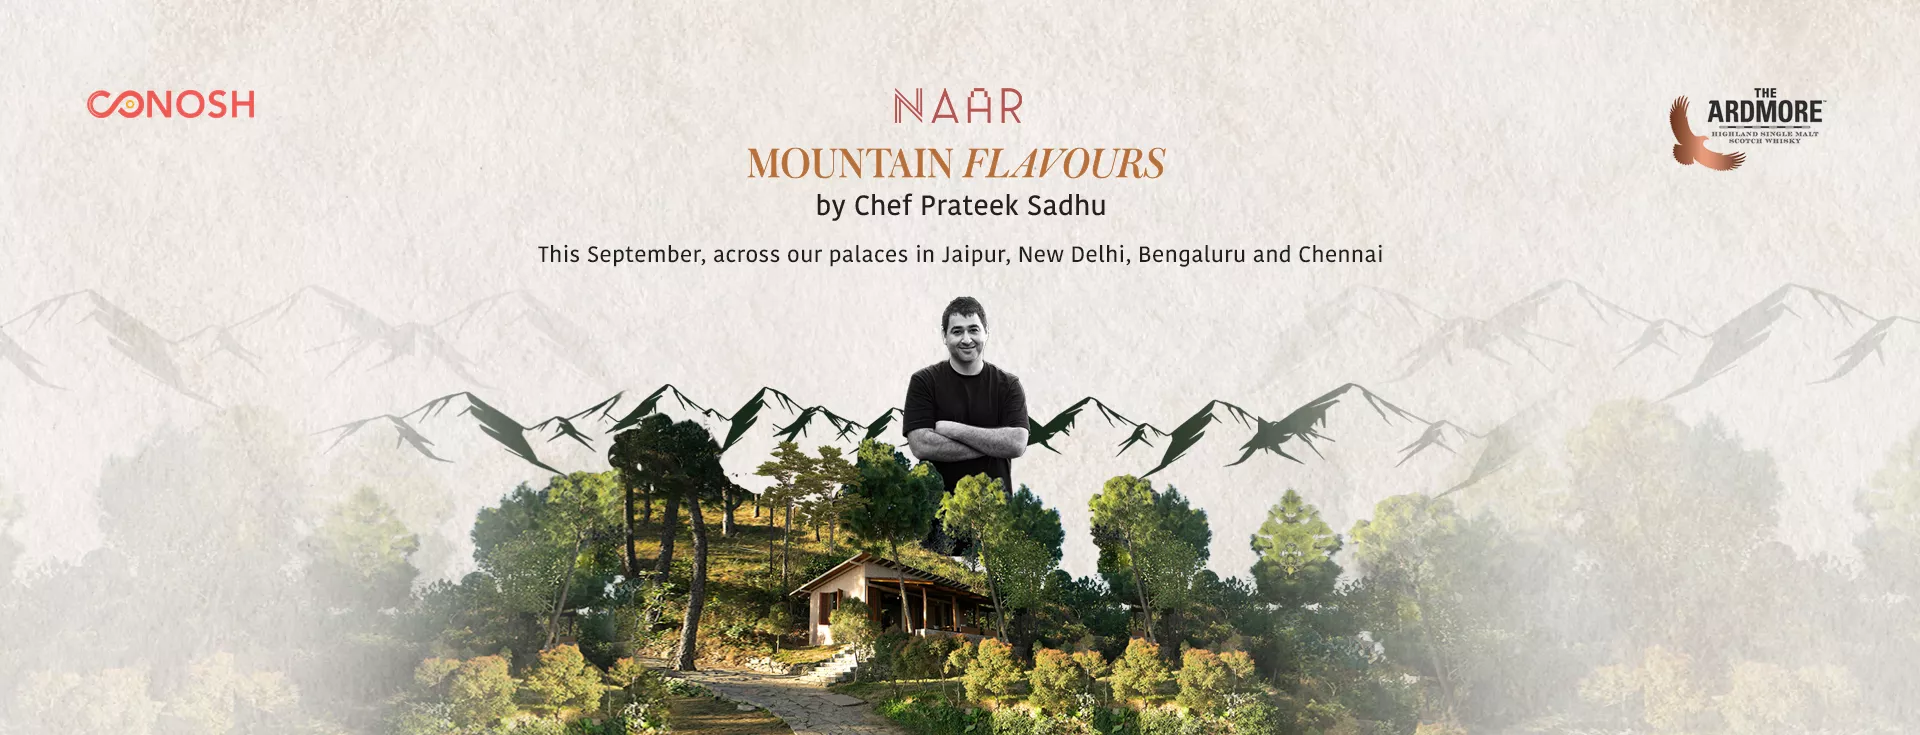 CONOSH
NAAR
MOUNTAIN FLAVOURS
by Chef Prateek Sadhu
This September, across our palaces in Jaipur, New Delhi, Bengaluru and Chennai
THE
ARDMORE™
HIGHLAND SINGLE MALT
SCOTCH WHISKY